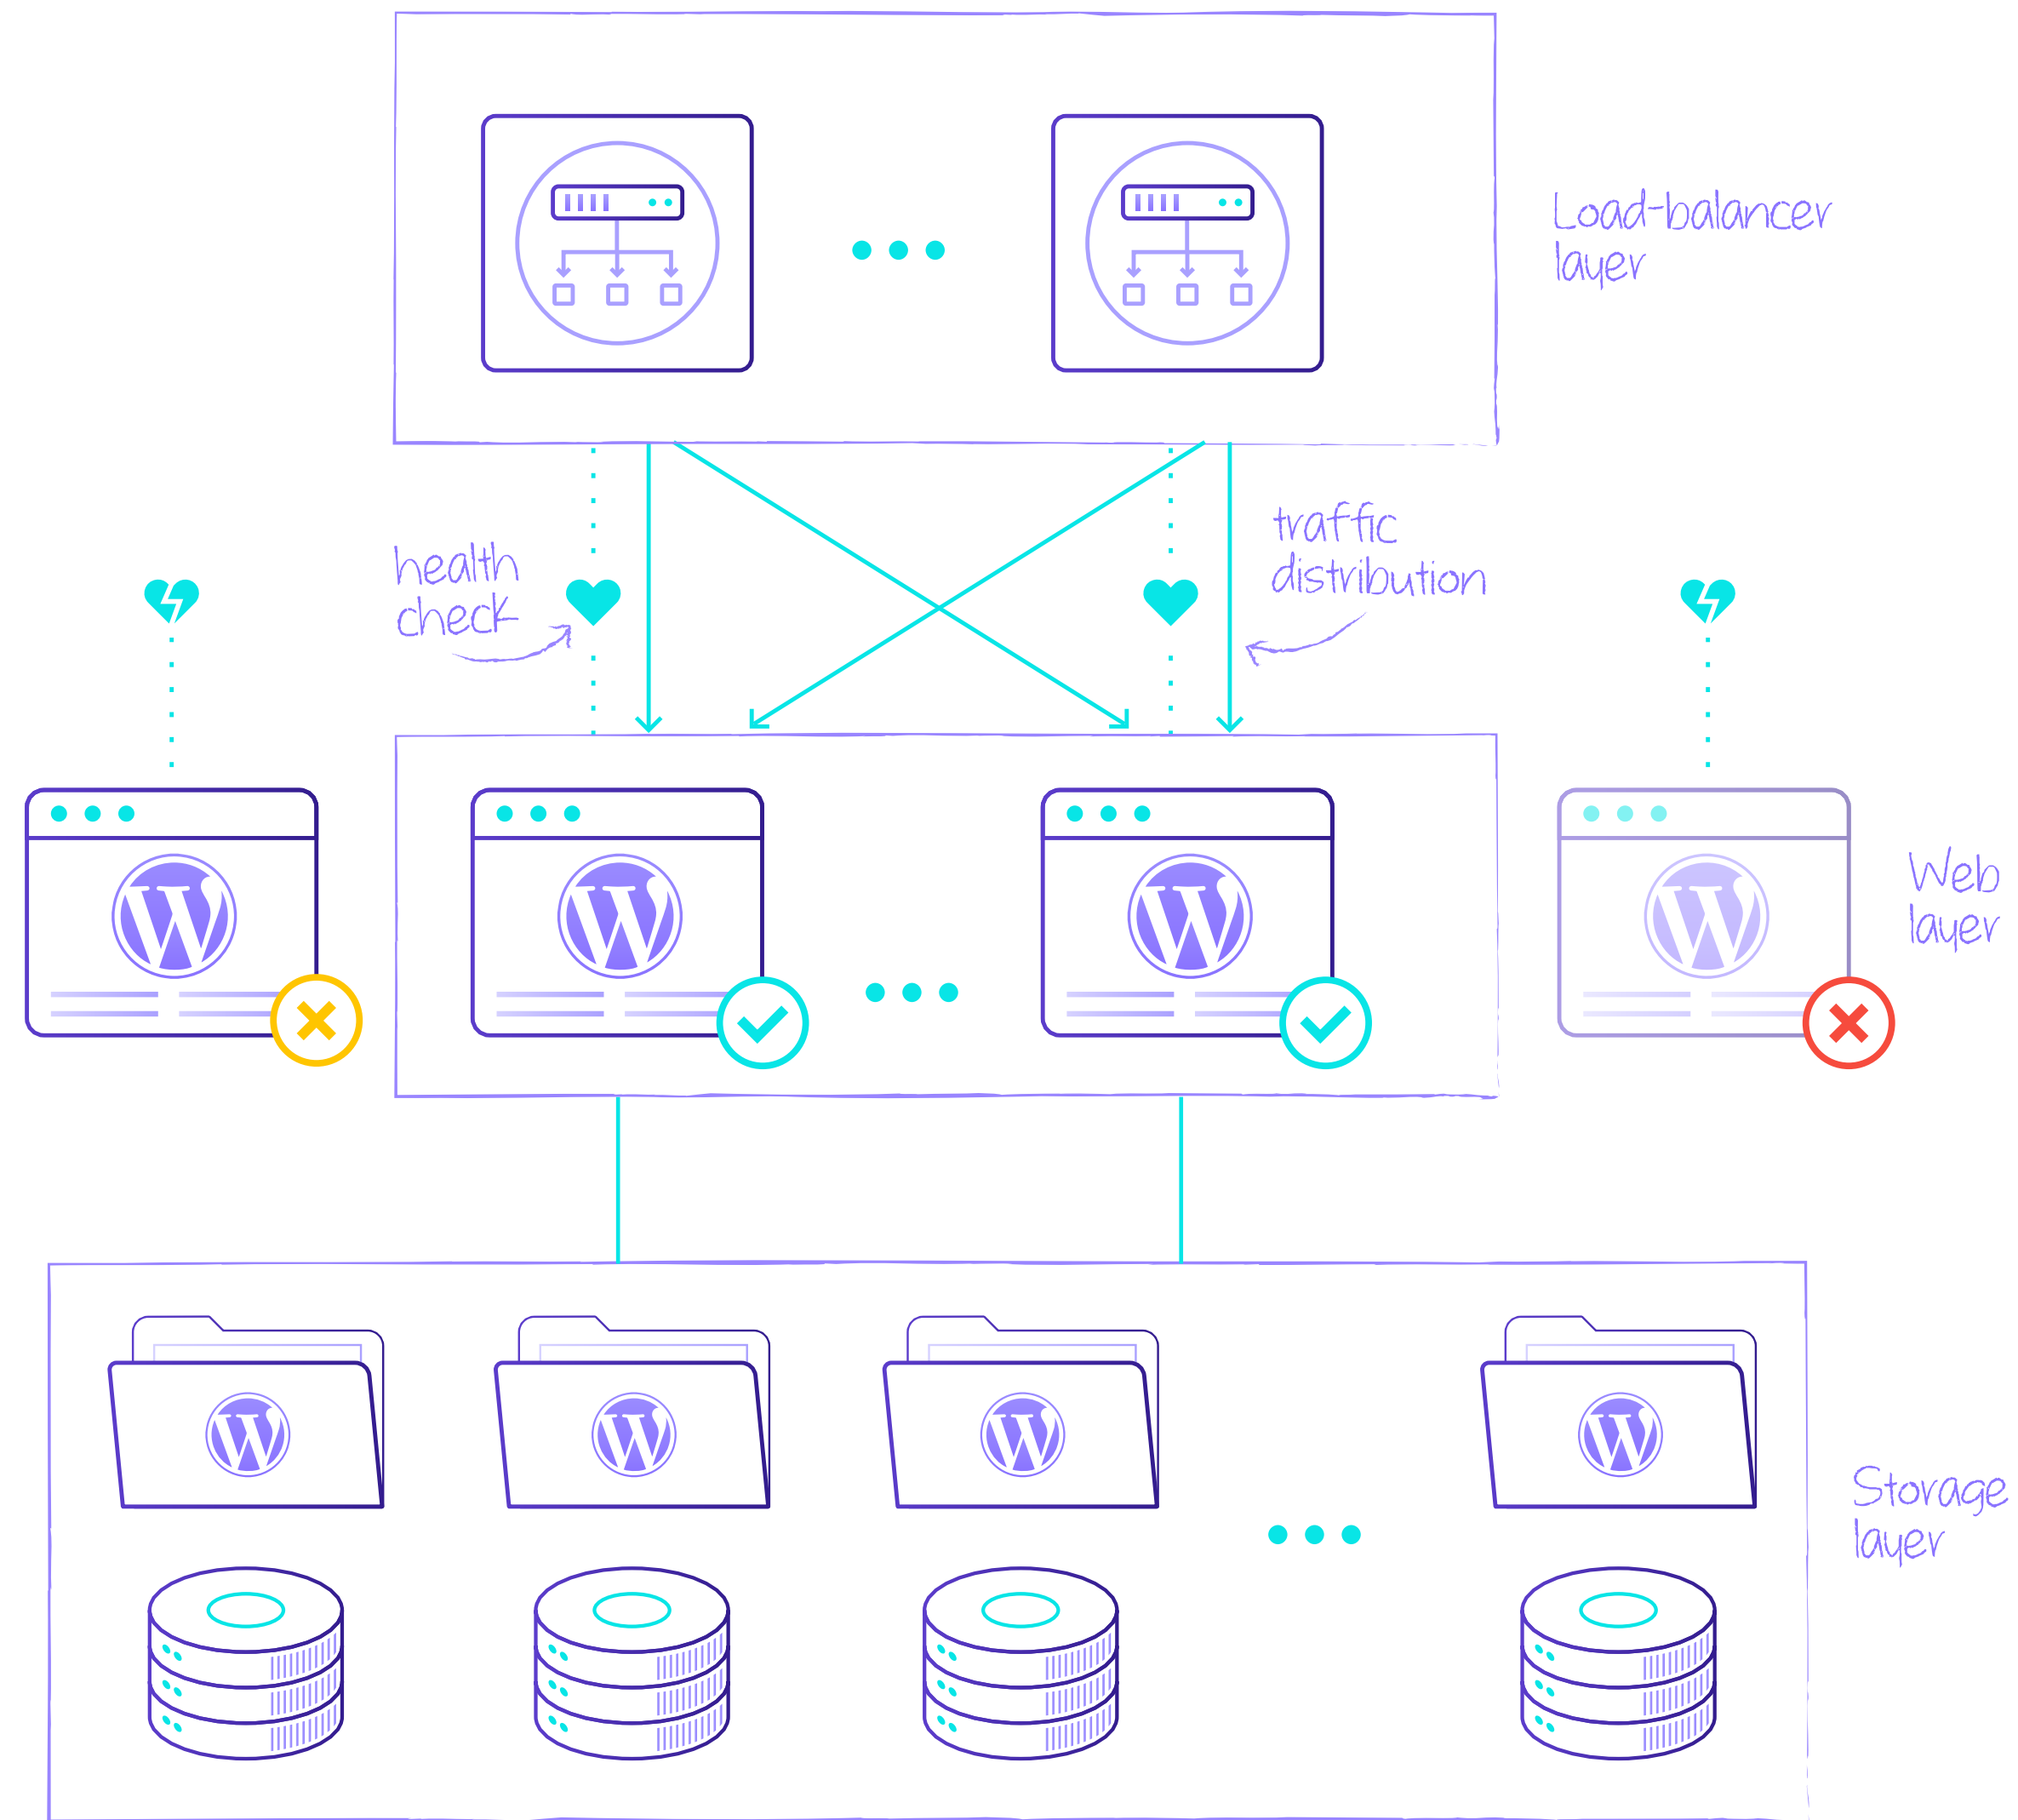 Load-balancer
layer
health
check
traffic
distribution
Web
layer
Storage
layer